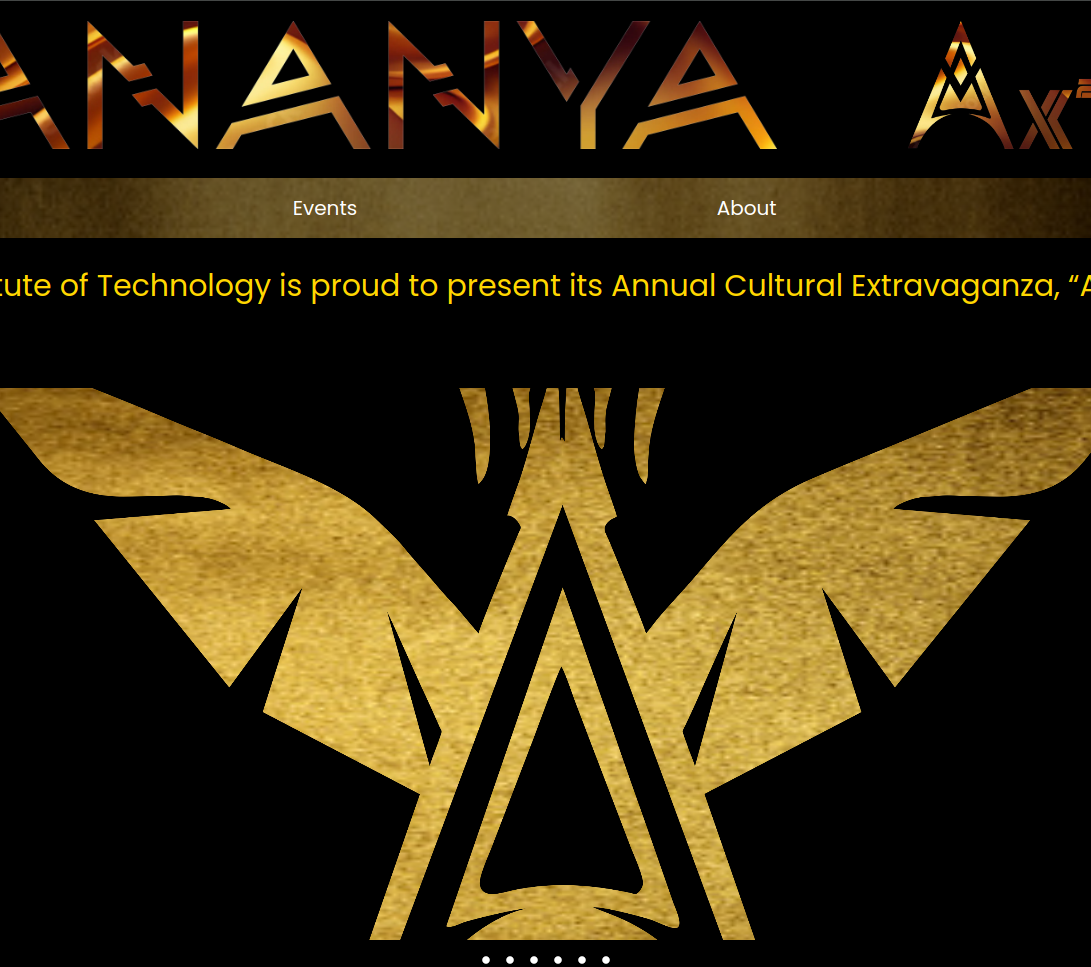 ANANYA
Events About
tute of Technology is proud to present its Annual Cultural Extravaganza, “A